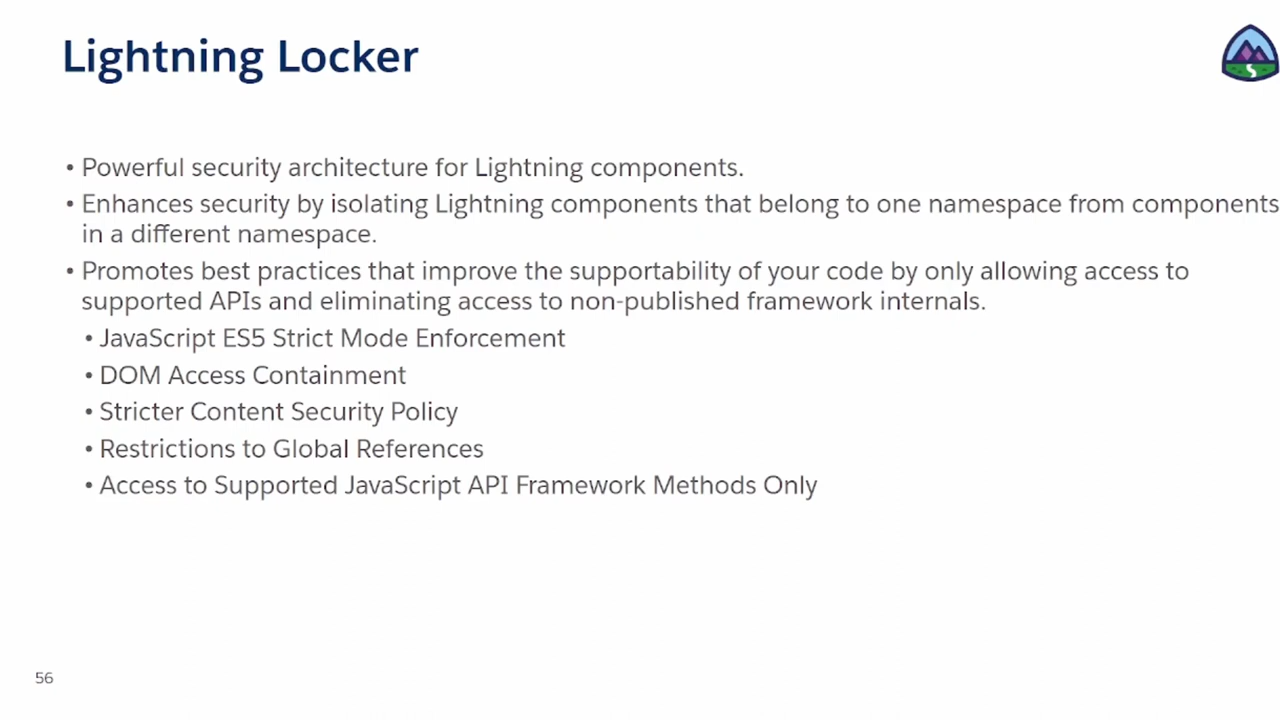 Lightning Locker
• Powerful security architecture for Lightning components.
• Enhances security by isolating Lightning components that belong to one namespace from components
in a different namespace.
• Promotes best practices that improve the supportability of your code by only allowing access to
supported APIs and eliminating access to non-published framework internals.
• JavaScript ES5 Strict Mode Enforcement
• DOM Access Containment
• Stricter Content Security Policy
• Restrictions to Global References
• Access to Supported JavaScript API Framework Methods Only
56